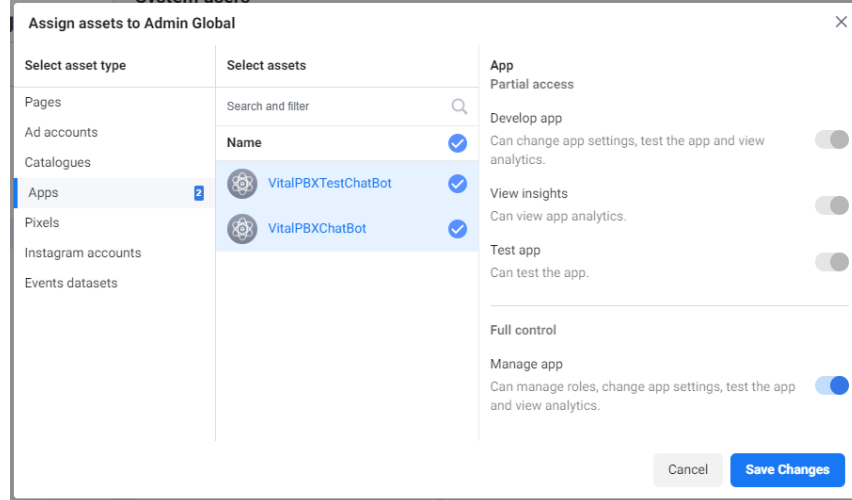 System users
Assign assets to Admin Global
Select asset type
Pages
Ad accounts
Catalogues
Apps
2
Pixels
Instagram accounts
Events datasets
Select assets
Search and filter
Name
VitalPBXTestChatBot
VitalPBXChatBot
App
Partial access
Develop app
Can change app settings, test the app and view
analytics.
View insights
Can view app analytics.
Test app
Can test the app.
Full control
Manage app
Can manage roles, change app settings, test the app
and view analytics.
Cancel
Save Changes